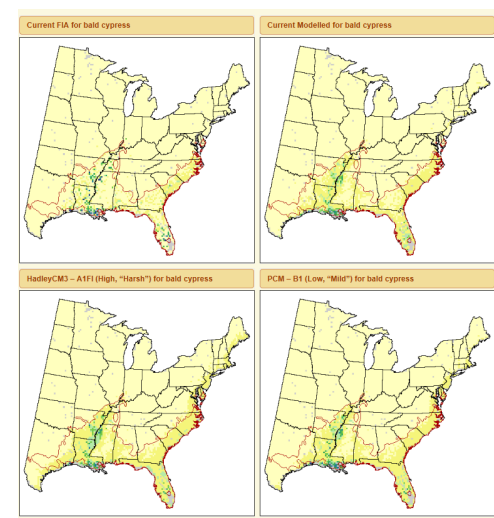 Current FIA for bald cypress
Current Modelled for bald cypress
HadleyCM3 – A1FI (High, “Harsh”) for bald cypress
PCM – B1 (Low, “Mild”) for bald cypress